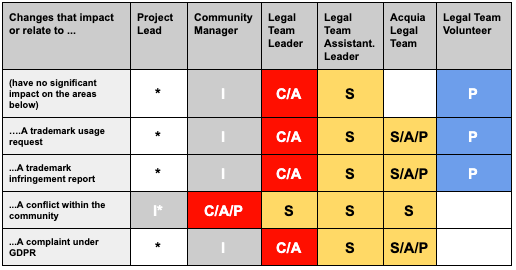 Changes that impact or relate to ...
Project Lead
Community Manager
Legal Team Leader
Legal Team Assistant. Leader
Acquia Legal Team
Legal Team Volunteer
(have no significant impact on the areas below)
*
I
C/A
S
P
....A trademark usage request
*
I
C/A
S
S/A/P
P
...A trademark infringement report
*
I
C/A
S
S/A/P
P
...A conflict within the community
I*
C/A/P
S
S
S
...A complaint under GDPR
*
I
C/A
S
S/A/P